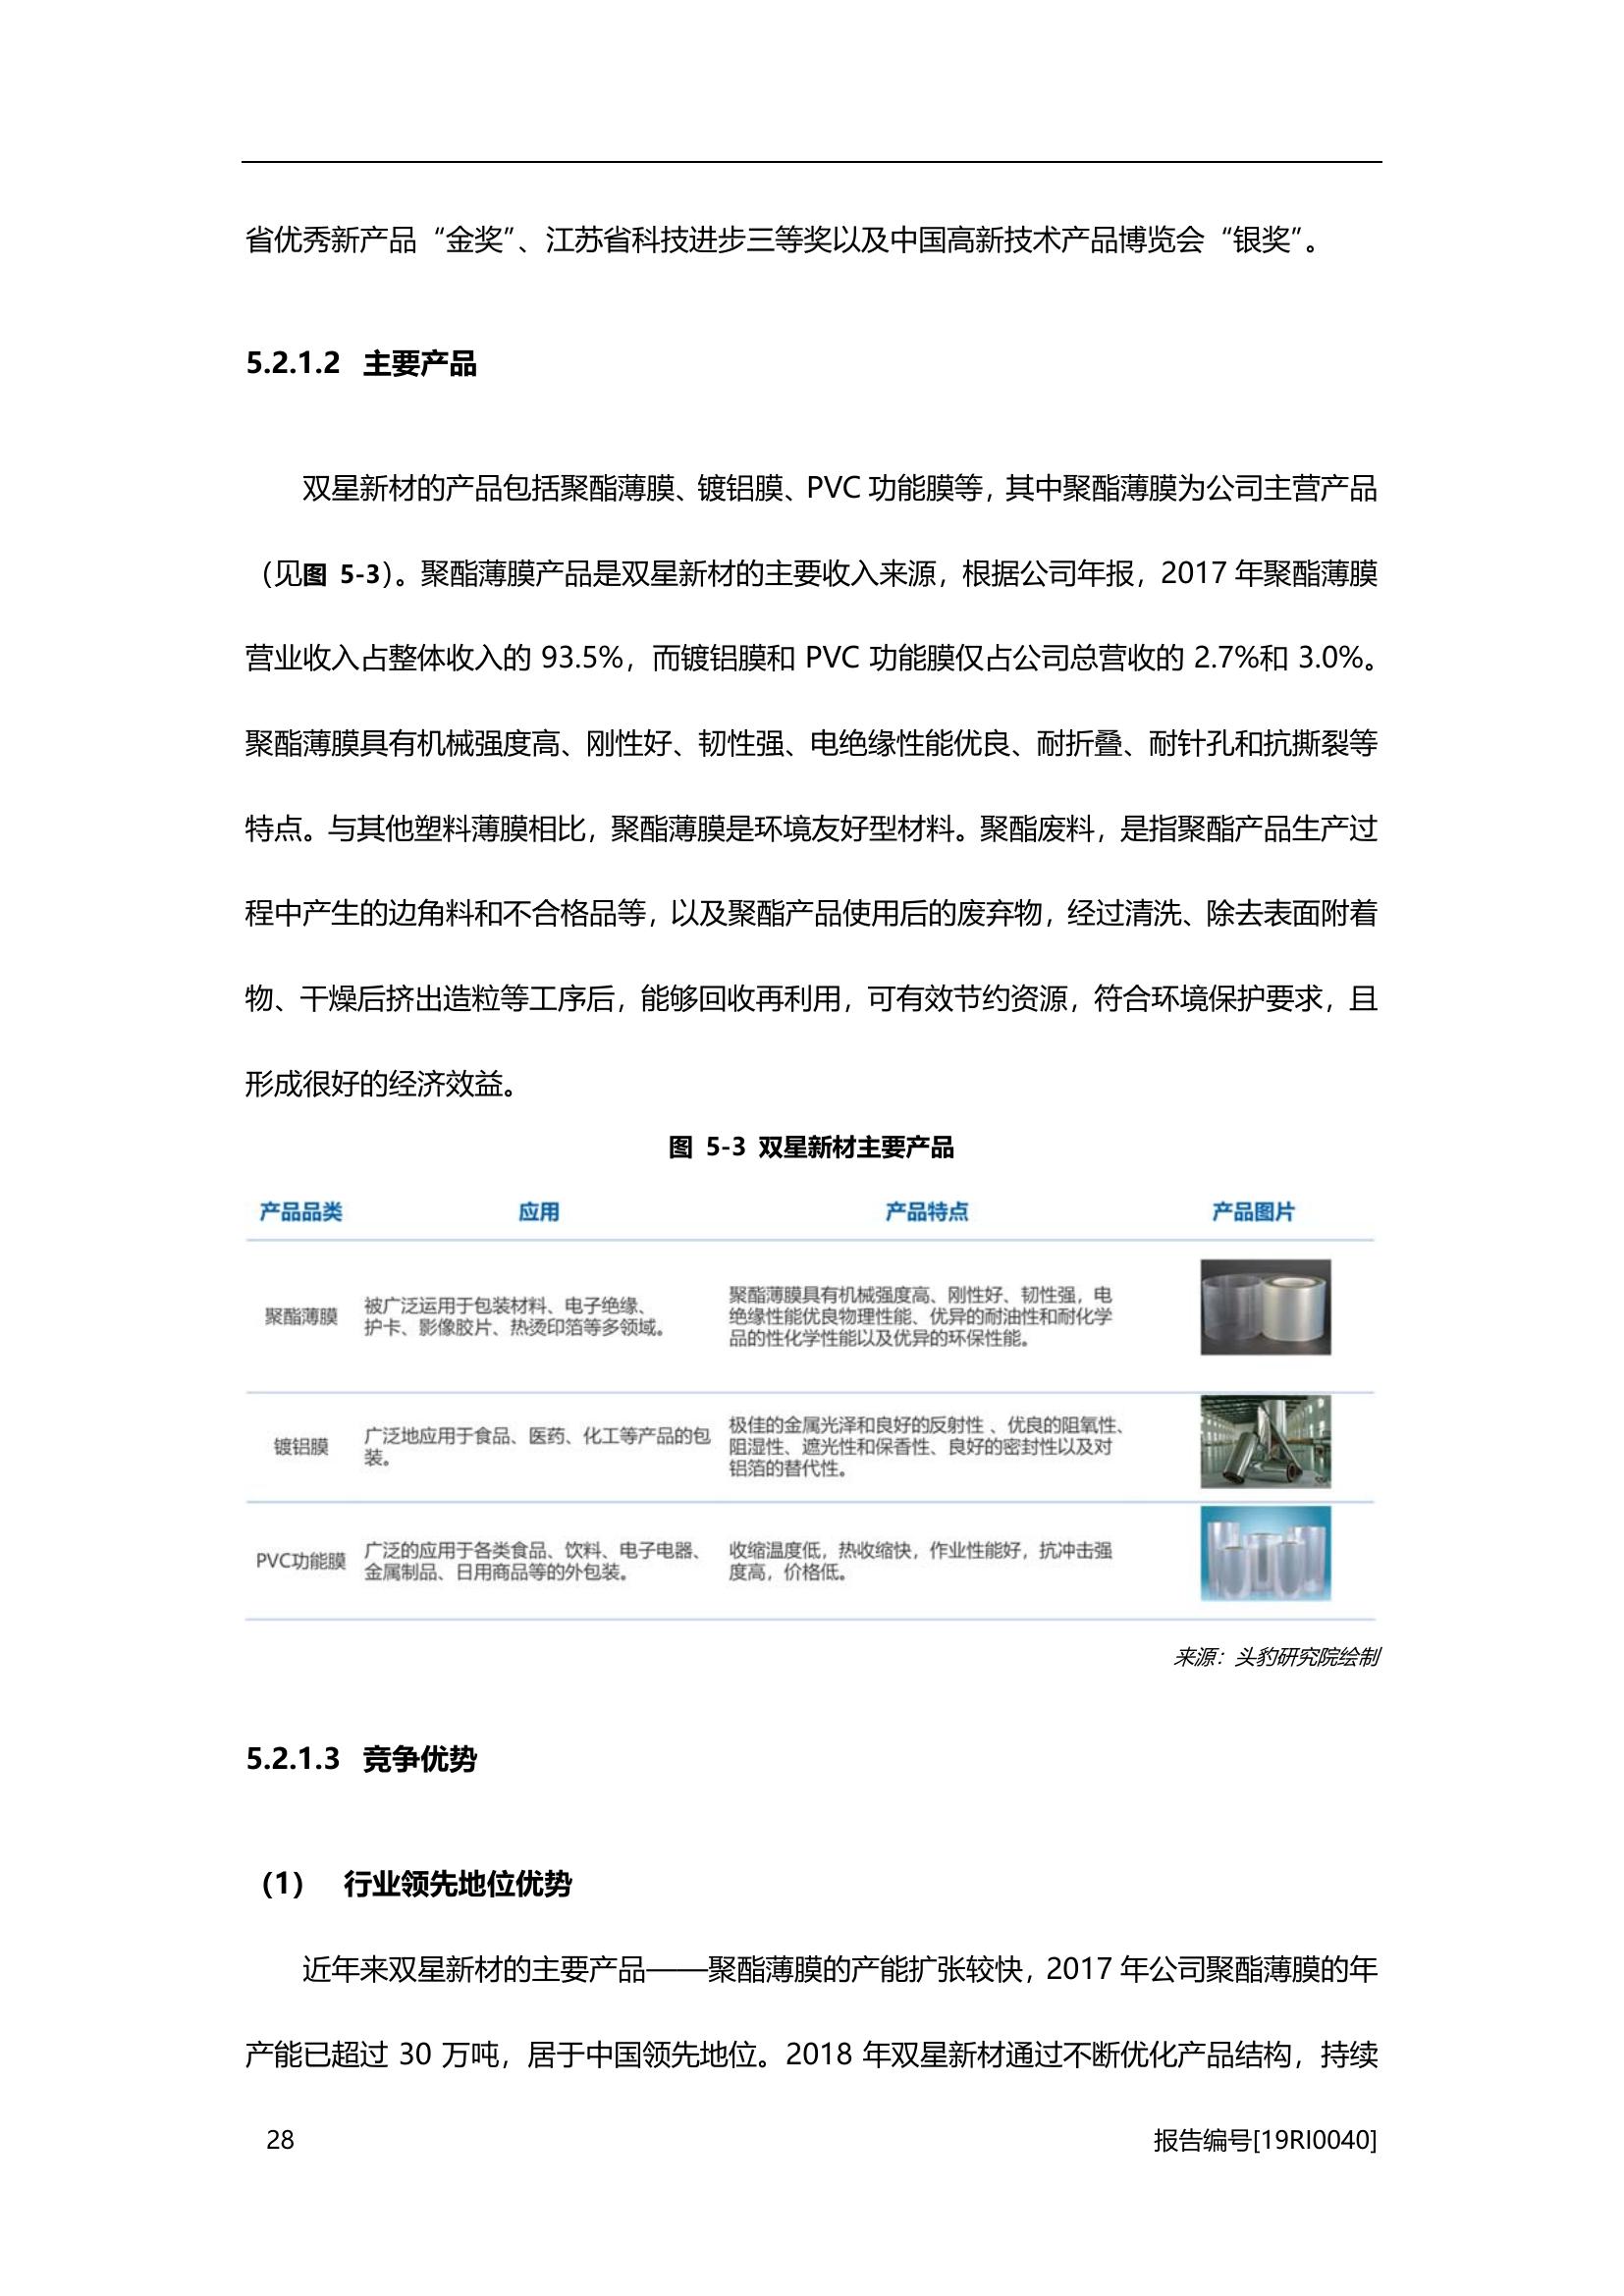 省优秀新产品“金奖”、江苏省科技进步三等奖以及中国高新技术产品博览会“银奖”。
5.2.1.2 主要产品
双星新材的产品包括聚酯薄膜、镀铝膜、PVC 功能膜等，其中聚酯薄膜为公司主营产品
（见图 5-3）。聚酯薄膜产品是双星新材的主要收入来源，根据公司年报，2017 年聚酯薄膜
营业收入占整体收入的 93.5%，而镀铝膜和 PVC 功能膜仅占公司总营收的 2.7%和 3.0%。
聚酯薄膜具有机械强度高、刚性好、韧性强、电绝缘性能优良、耐折叠、耐针孔和抗撕裂等
特点。与其他塑料薄膜相比，聚酯薄膜是环境友好型材料。聚酯废料，是指聚酯产品生产过
程中产生的边角料和不合格品等，以及聚酯产品使用后的废弃物，经过清洗、除去表面附着
物、干燥后挤出造粒等工序后，能够回收再利用，可有效节约资源，符合环境保护要求，且
形成很好的经济效益。
图 5-3 双星新材主要产品
产品品类 应用 产品特点 产品图片
聚酯薄膜
被广泛运用于包装材料、电子绝缘、
护卡、影像胶片、热烫印箔等多领域。
聚酯薄膜具有机械强度高、刚性好、韧性强，电
绝缘性能优良物理性能、优异的耐油性和耐化学
品的性化学性能以及优异的环保性能。
镀铝膜
广泛地应用于食品、医药、化工等产品的包
装。
极佳的金属光泽和良好的反射性 、优良的阻氧性、
阻湿性、遮光性和保香性、良好的密封性以及对
铝箔的替代性。
PVC功能膜
广泛的应用于各类食品、饮料、电子电器、
金属制品、日用商品等的外包装。
收缩温度低，热收缩快，作业性能好，抗冲击强
度高，价格低。
来源：头豹研究院绘制
5.2.1.3 竞争优势
（1） 行业领先地位优势
近年来双星新材的主要产品——聚酯薄膜的产能扩张较快，2017 年公司聚酯薄膜的年
产能已超过 30 万吨，居于中国领先地位。2018 年双星新材通过不断优化产品结构，持续
28 报告编号[19RI0040]